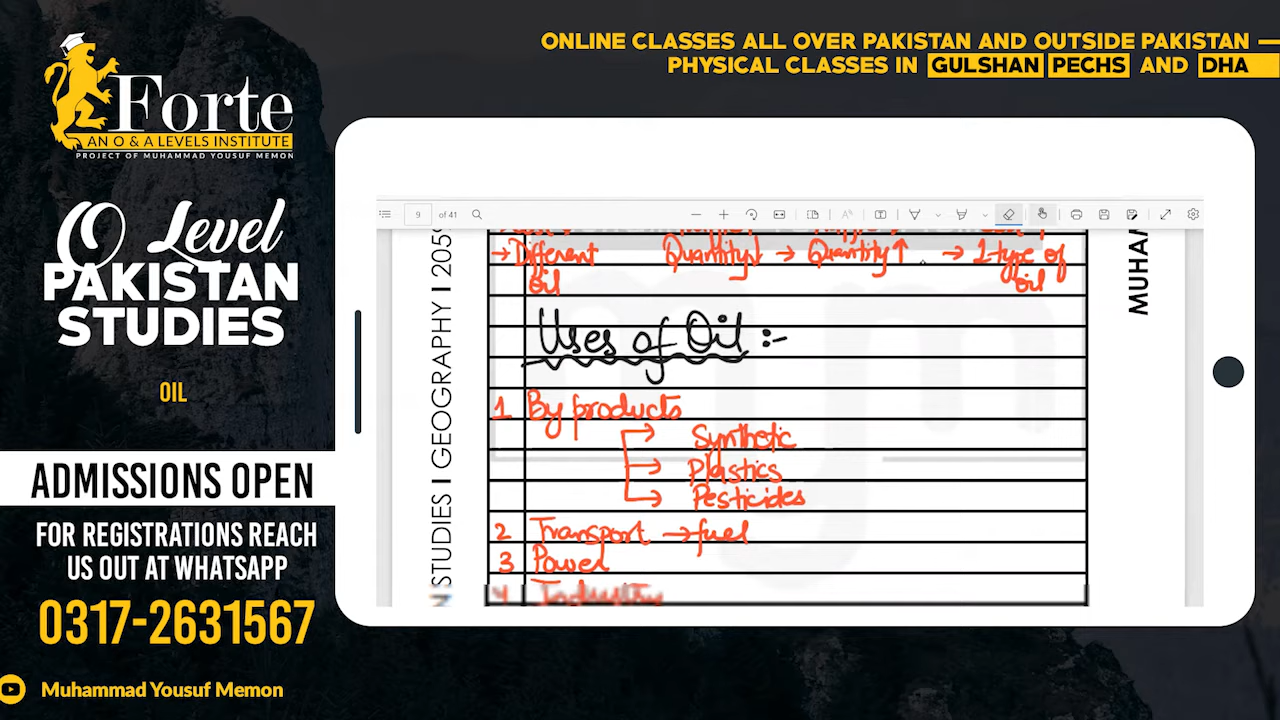 Forte
AN O & A LEVELS INSTITUTE
PROJECT OF MUHAMMAD YOUSUF MEMON
O Level
PAKISTAN
STUDIES
OIL
ADMISSIONS OPEN
FOR REGISTRATIONS REACH
US OUT AT WHATSAPP
0317-2631567
Muhammad Yousuf Memon
ONLINE CLASSES ALL OVER PAKISTAN AND OUTSIDE PAKISTAN
PHYSICAL CLASSES IN GULSHAN PECHS AND DHA
9 of 41
STUDIES I GEOGRAPHY I 2059
MUHA
→ Different Quantity↓ → Quantity↑ → 1 type of
oil oil
Uses of Oil :-
1 By products
→ Synthetic
→ Plastics
→ Pesticides
2 Transport → fuel
3 Power
4 Industry